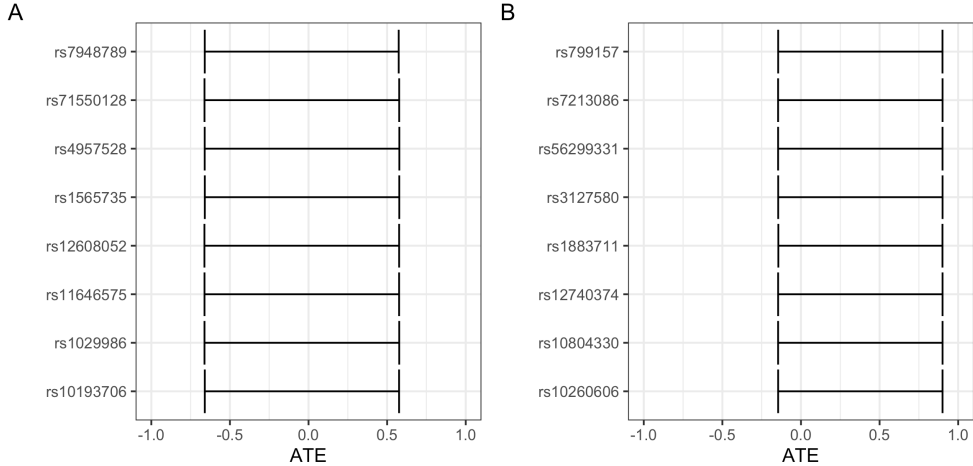 A
rs7948789
rs71550128
rs4957528
rs1565735
rs12608052
rs11646575
rs1029986
rs10193706
-1.0 -0.5 0.0 0.5 1.0
ATE
B
rs799157
rs7213086
rs56299331
rs3127580
rs1883711
rs12740374
rs10804330
rs10260606
-1.0 -0.5 0.0 0.5 1.0
ATE